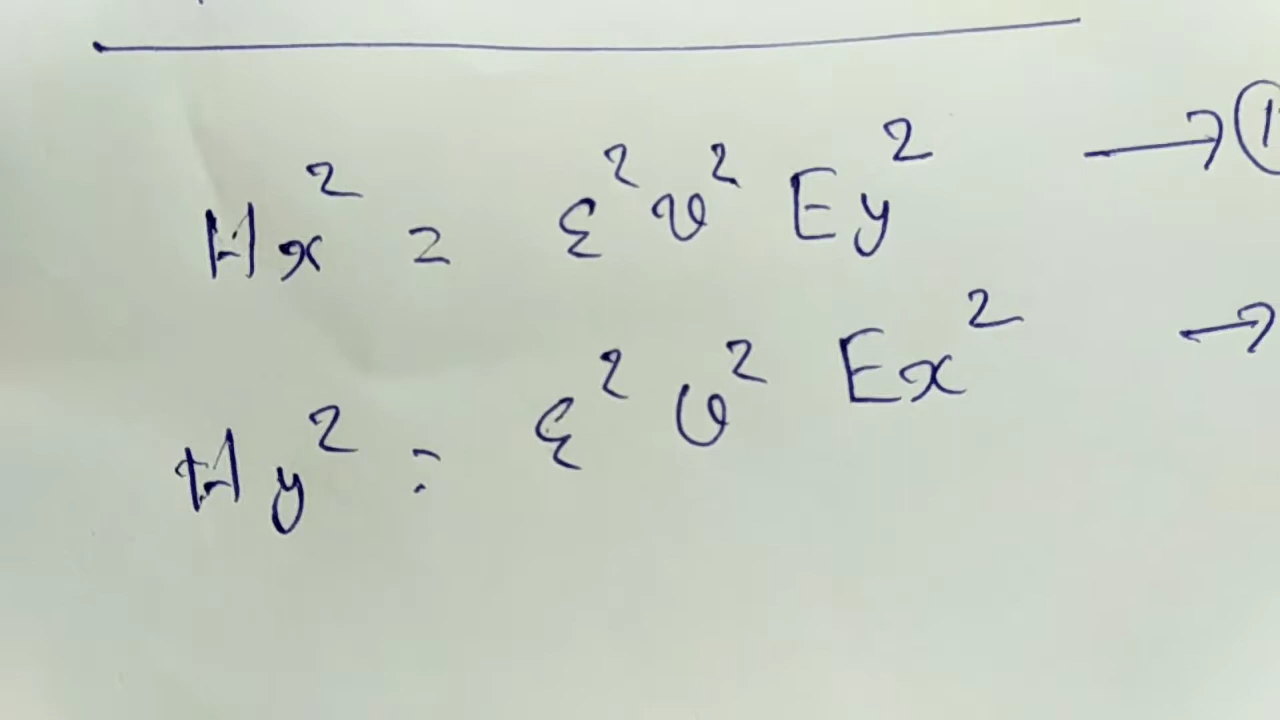 Hx² = ε²v² Ey² → ①
Hy² = ε² v² Ex² →